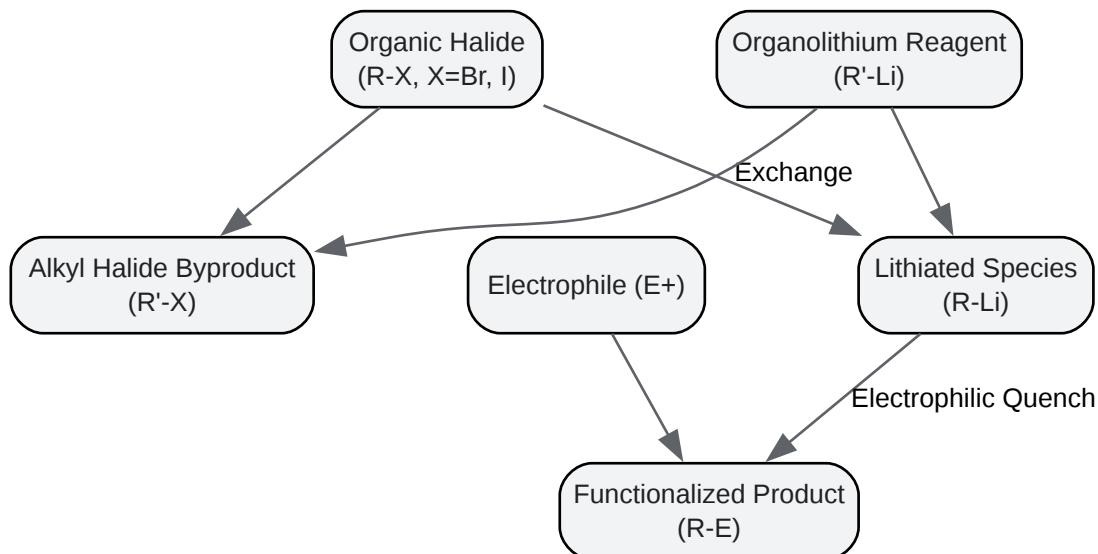 Organic Halide
(R-X, X=Br, I)
Organolithium Reagent
(R'-Li)
Exchange
Alkyl Halide Byproduct
(R'-X)
Electrophile (E+)
Lithiated Species
(R-Li)
Electrophilic Quench
Functionalized Product
(R-E)